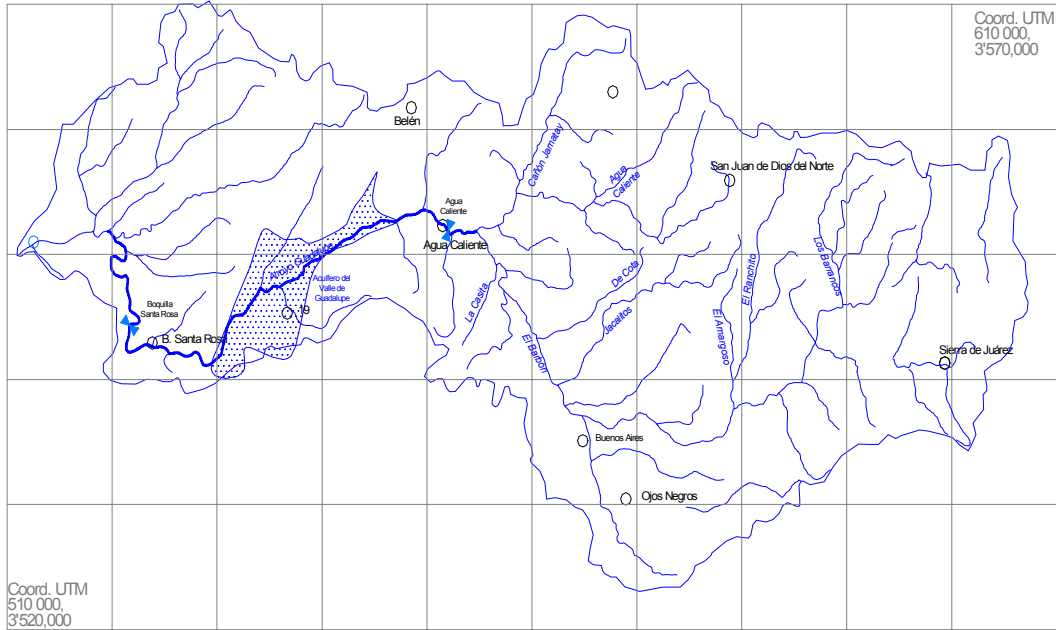 Coord. UTM
610 000,
3'570,000
Belén
Cañón Jamatay
Agua
Caliente
San Juan de Dios del Norte
Agua
Caliente
Agua Caliente
Arroyo Guadalupe
Acuífero del
Valle de
Guadalupe
19
Boquilla
Santa Rosa
B. Santa Rosa
La Casita
De Cota
Jacalitos
El Barbón
El Ranchito
El Amargoso
Los Barrancos
Sierra de Juárez
Buenos Aires
Ojos Negros
Coord. UTM
510 000,
3'520,000